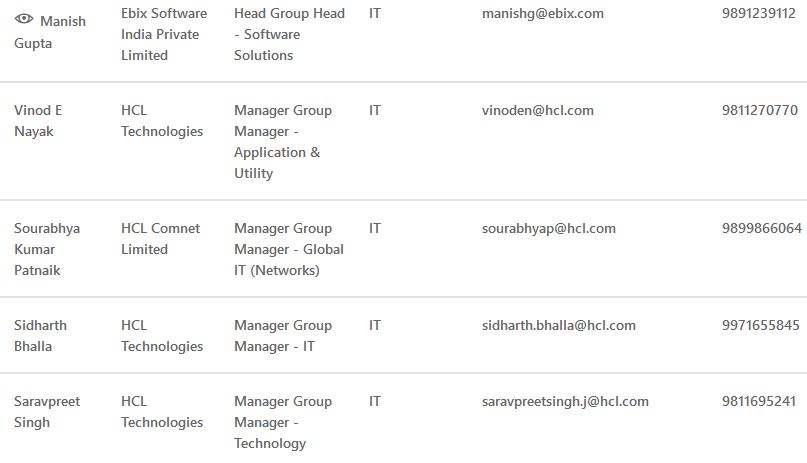 Manish Gupta
Ebix Software India Private Limited
Head Group Head - Software Solutions
IT
manishg@ebix.com
9891239112
Vinod E Nayak
HCL Technologies
Manager Group Manager - Application & Utility
IT
vinoden@hcl.com
9811270770
Sourabhya Kumar Patnaik
HCL Comnet Limited
Manager Group Manager - Global IT (Networks)
IT
sourabhyap@hcl.com
9899866064
Sidharth Bhalla
HCL Technologies
Manager Group Manager - IT
IT
sidharth.bhalla@hcl.com
9971655845
Saravpreet Singh
HCL Technologies
Manager Group Manager - Technology
IT
saravpreetsingh.j@hcl.com
9811695241